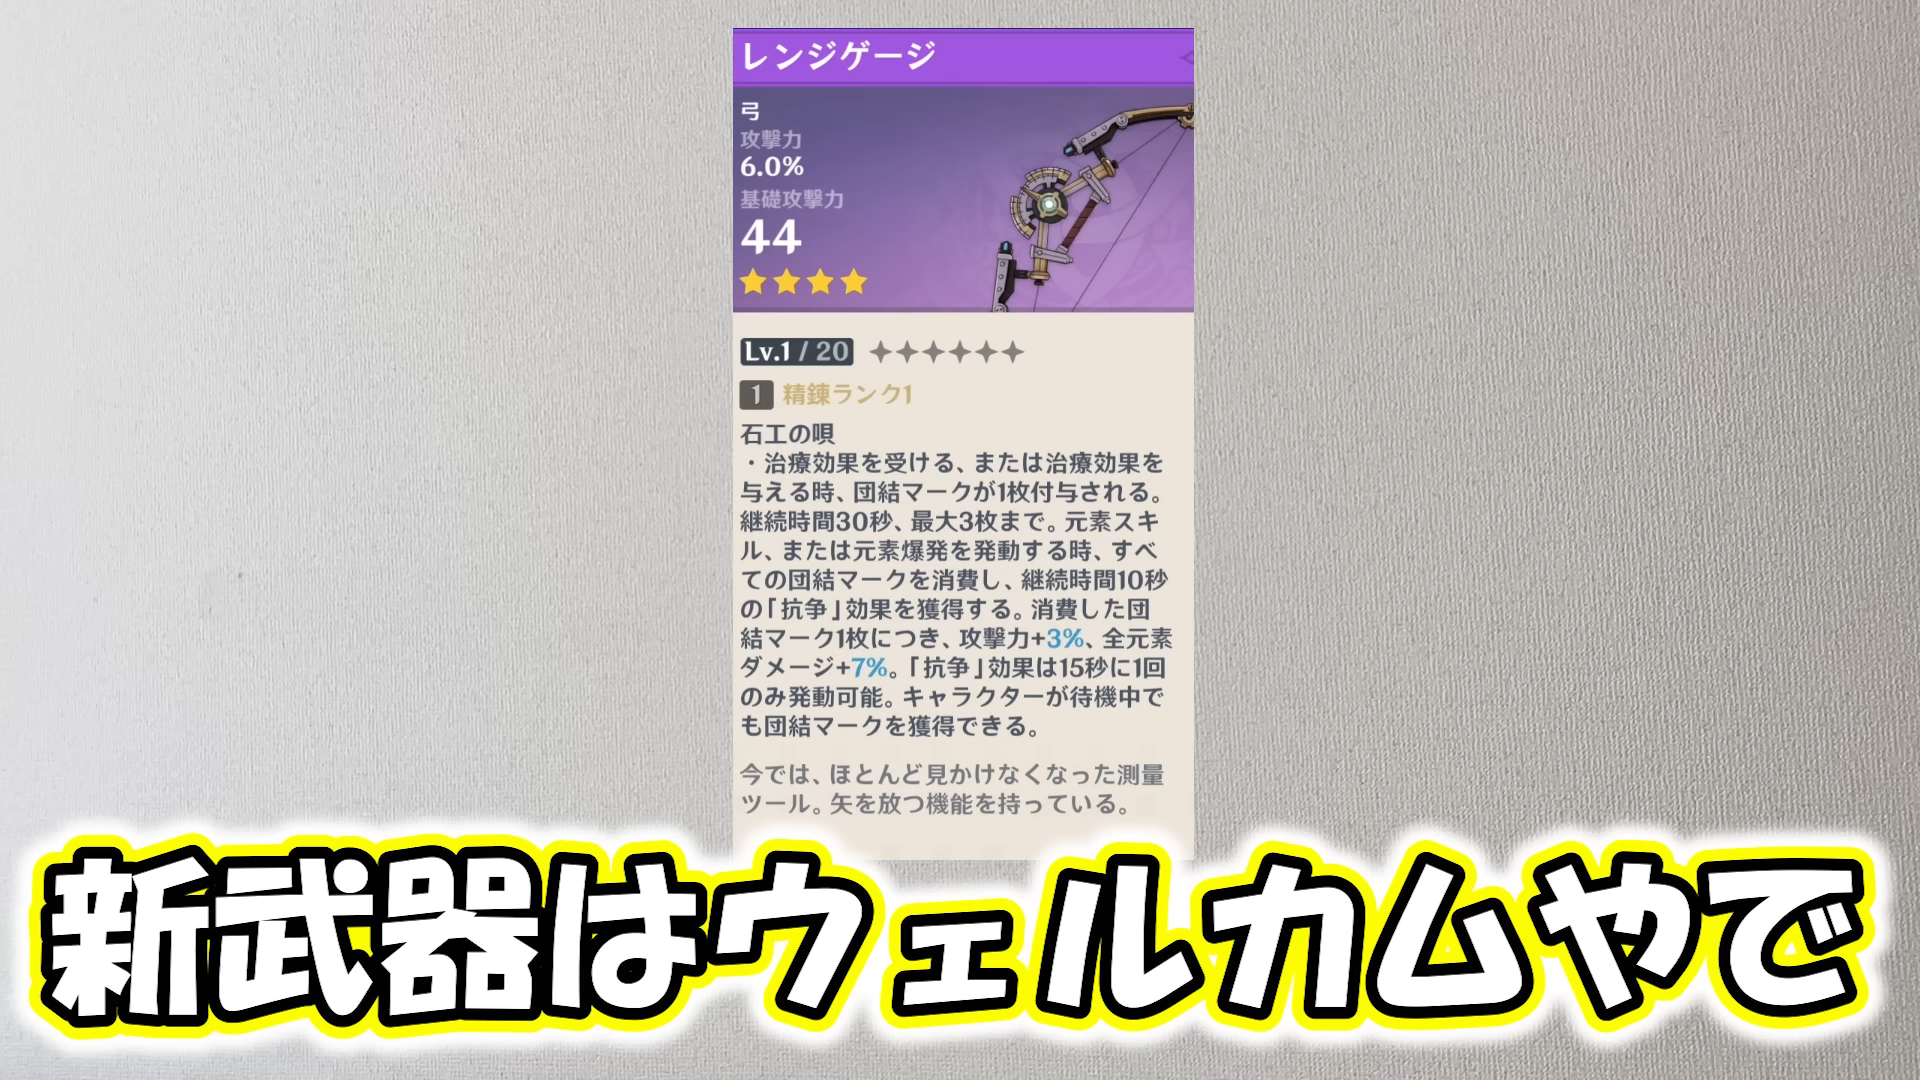 レンジゲージ
弓
攻撃力
6.0%
基礎攻撃力
44
Lv.1 / 20
1 精錬ランク1
石工の唄
・治療効果を受ける、または治療効果を
与える時、団結マークが1枚付与される。
継続時間30秒、最大3枚まで。元素スキ
ル、または元素爆発を発動する時、すべ
ての団結マークを消費し、継続時間10秒
の「抗争」効果を獲得する。消費した団
結マーク1枚につき、攻撃力+3%、全元素
ダメージ+7%。「抗争」効果は15秒に1回
のみ発動可能。キャラクターが待機中で
も団結マークを獲得できる。
今では、ほとんど見かけなくなった測量
ツール。矢を放つ機能を持っている。
新武器はウェルカムやで